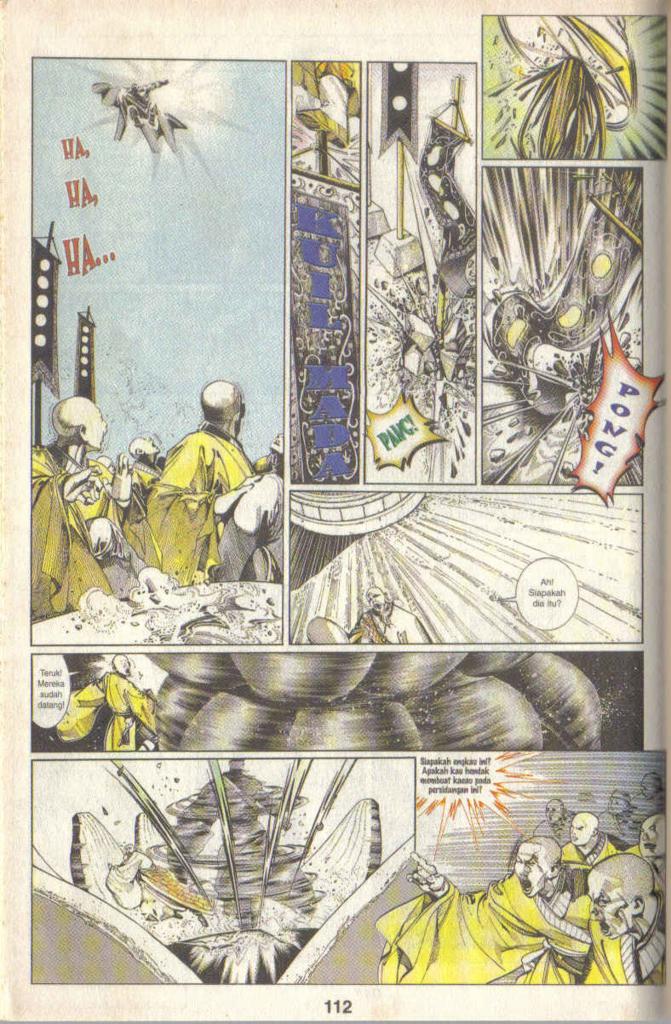 HA,
HA,
HA...
KUIL MADA
PANG!
PONG!
Ah!
Siapakah
dia itu?
Teruk!
Mereka
sudah
datang!
Siapakah engkau ini?
Apakah kau hendak
membuat kacau pada
persidangan ini?
112